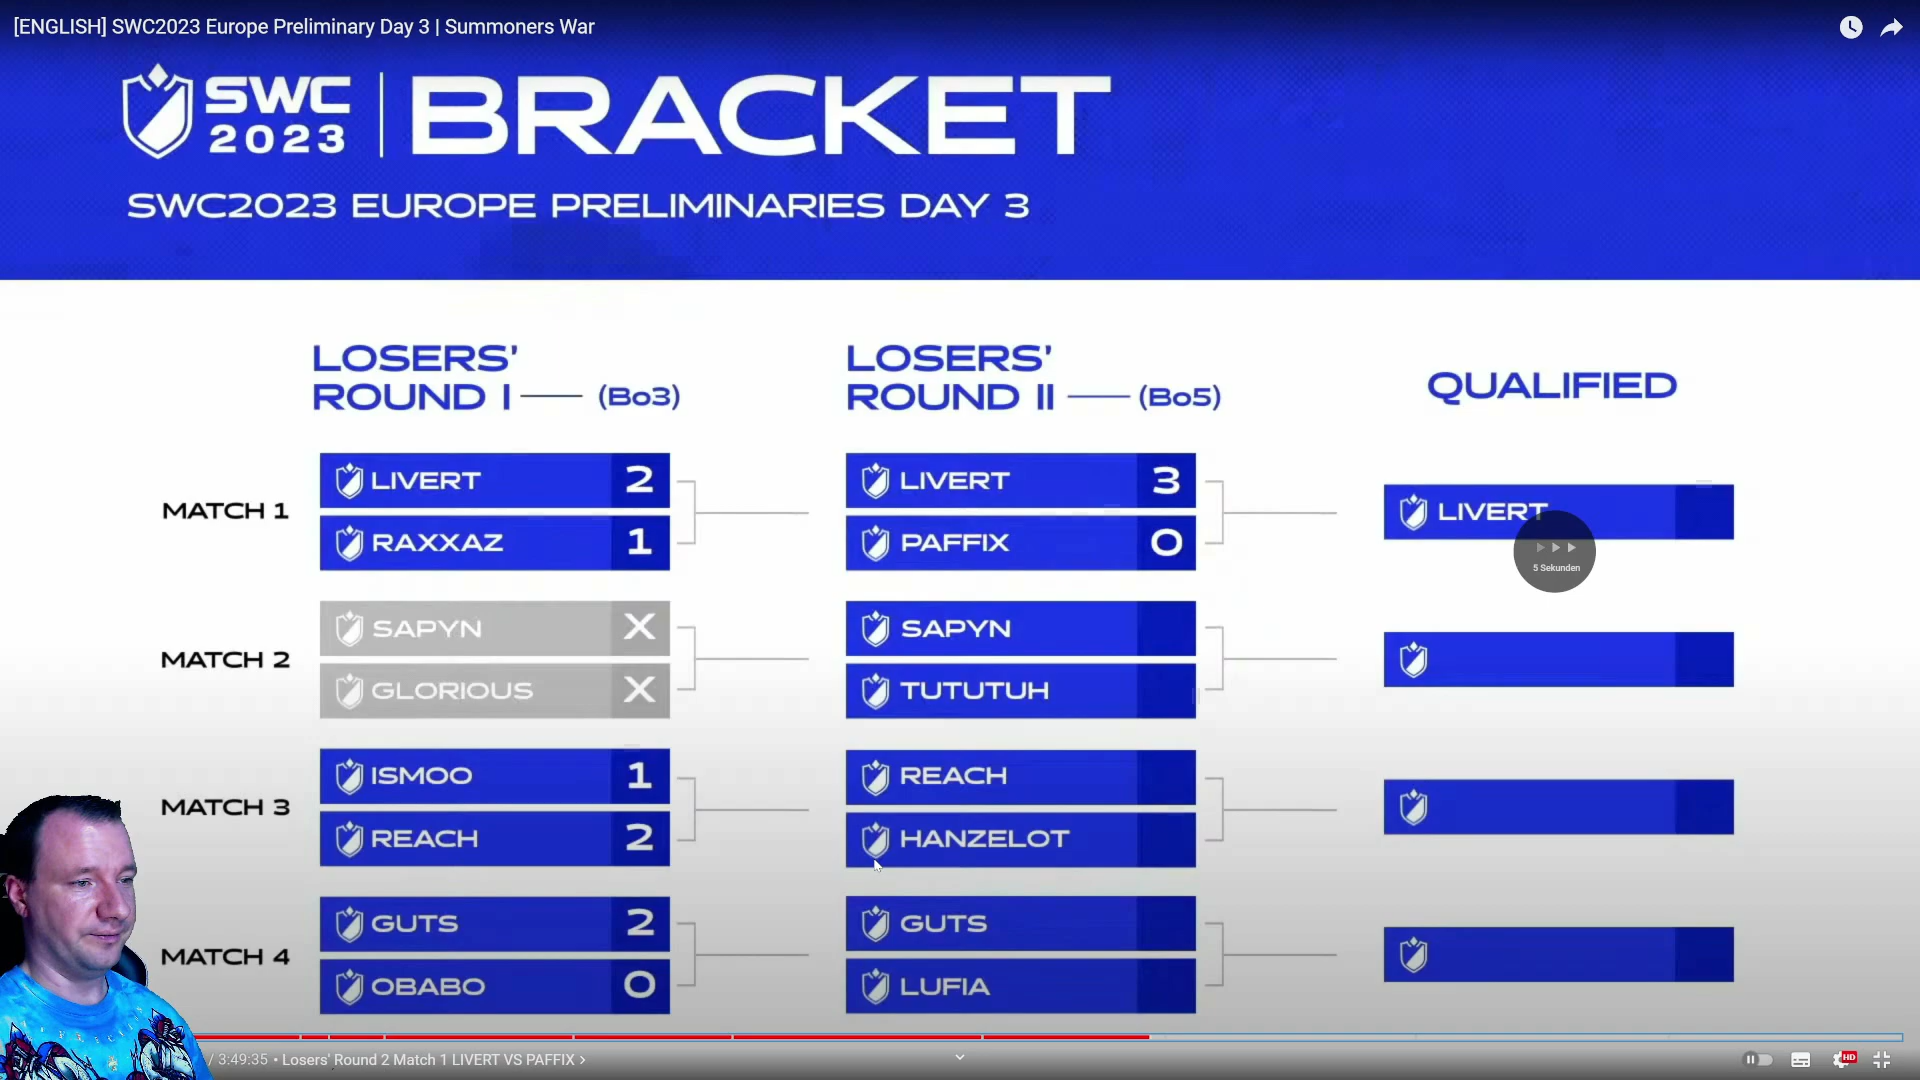 [ENGLISH] SWC2023 Europe Preliminary Day 3 | Summoners War
SWC
2023
BRACKET
SWC2023 EUROPE PRELIMINARIES DAY 3
LOSERS'
ROUND I (Bo3)
LOSERS'
ROUND II (Bo5)
QUALIFIED
MATCH 1
LIVERT 2
RAXXAZ 1
LIVERT 3
PAFFIX 0
LIVERT
5 Sekunden
MATCH 2
SAPYN X
GLORIOUS X
SAPYN
TUTUTUH
MATCH 3
ISMOO 1
REACH 2
REACH
HANZELOT
MATCH 4
GUTS 2
OBABO 0
GUTS
LUFIA
/ 3:49:35 • Losers' Round 2 Match 1 LIVERT VS PAFFIX >
HD